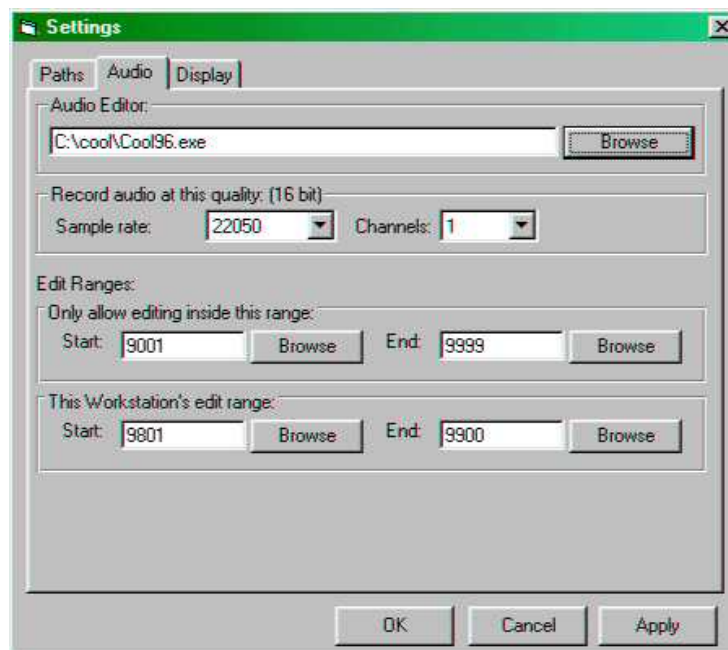 Settings
Paths Audio Display
Audio Editor:
C:\cool\Cool96.exe Browse
Record audio at this quality: (16 bit)
Sample rate: 22050 Channels: 1
Edit Ranges:
Only allow editing inside this range:
Start: 9001 Browse End: 9999 Browse
This Workstation's edit range:
Start: 9801 Browse End: 9900 Browse
OK Cancel Apply